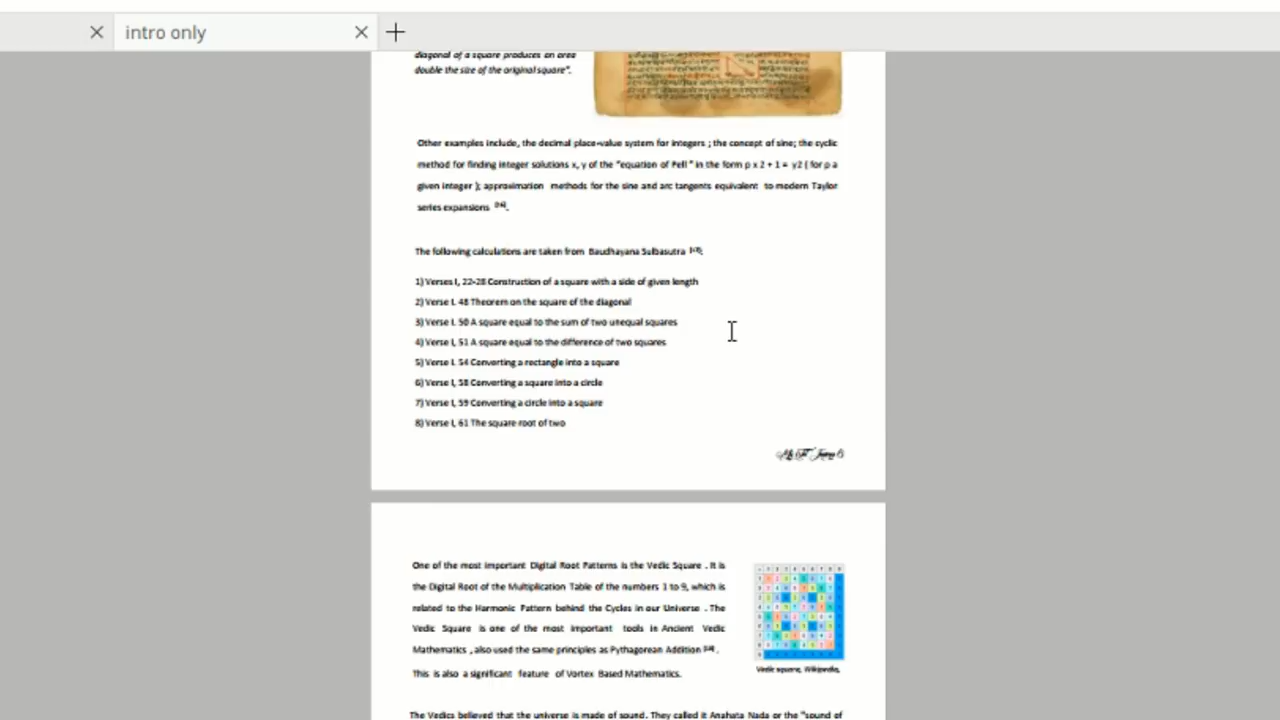 intro only
diagonal of a square produces an area
double the size of the original square".
Other examples include, the decimal place-value system for integers ; the concept of sine; the cyclic
method for finding integer solutions x, y of the "equation of Pell " in the form p x 2 + 1 = y2 ( for p a
given integer ); approximation methods for the sine and arc tangents equivalent to modern Taylor
series expansions [16].
The following calculations are taken from Baudhayana Sulbasutra
1) Verses I, 22-28 Construction of a square with a side of given length
2) Verse I. 48 Theorem on the square of the diagonal
3) Verse I. 50 A square equal to the sum of two unequal squares
4) Verse I, 51 A square equal to the difference of two squares
5) Verse I. 54 Converting a rectangle into a square
6) Verse I, 58 Converting a square into a circle
7) Verse I, 59 Converting a circle into a square
8) Verse I, 61 The square root of two
One of the most important Digital Root Patterns is the Vedic Square . It is
the Digital Root of the Multiplication Table of the numbers 1 to 9, which is
related to the Harmonic Pattern behind the Cycles in our Universe . The
Vedic Square is one of the most important tools in Ancient Vedic
Mathematics , also used the same principles as Pythagorean Addition
This is also a significant feature of Vortex Based Mathematics.
Vedic square, Wikipedia,
The Vedics believed that the universe is made of sound. They called it Anahata Nada or the "sound of